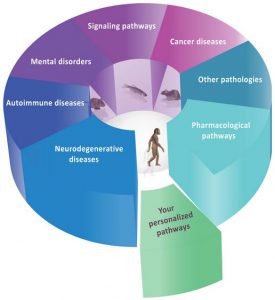 Signaling pathways
Cancer diseases
Mental disorders
Other pathologies
Autoimmune diseases
Pharmacological
pathways
Neurodegenerative
diseases
Your
personalized
pathways